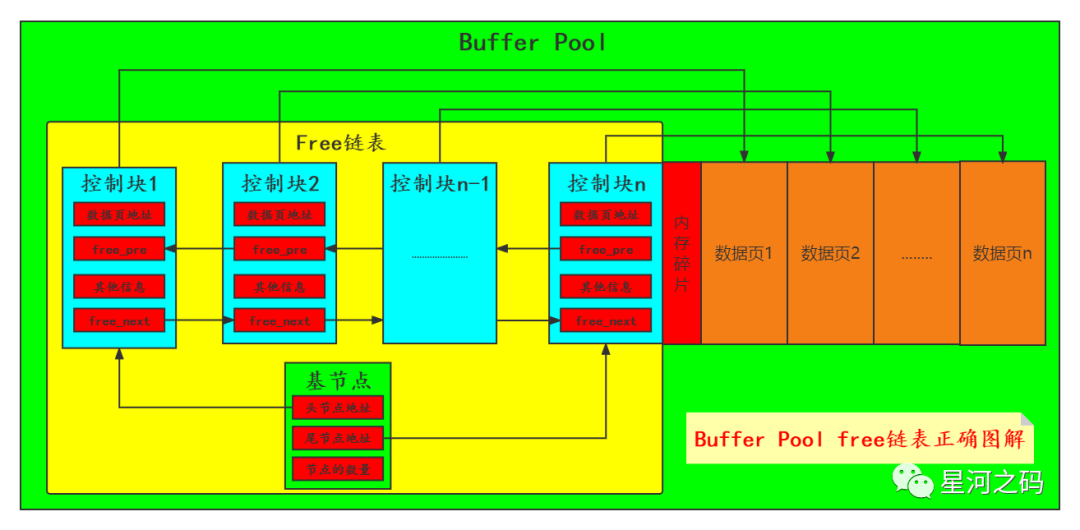 Buffer Pool
Free链表
控制块1
数据页地址
free_pre
其他信息
free_next
控制块2
数据页地址
free_pre
其他信息
free_next
控制块n-1
.....................
控制块n
数据页地址
free_pre
其他信息
free_next
内存碎片
数据页1
数据页2
........
数据页n
基节点
头节点地址
尾节点地址
节点的数量
Buffer Pool free链表正确图解
星河之码